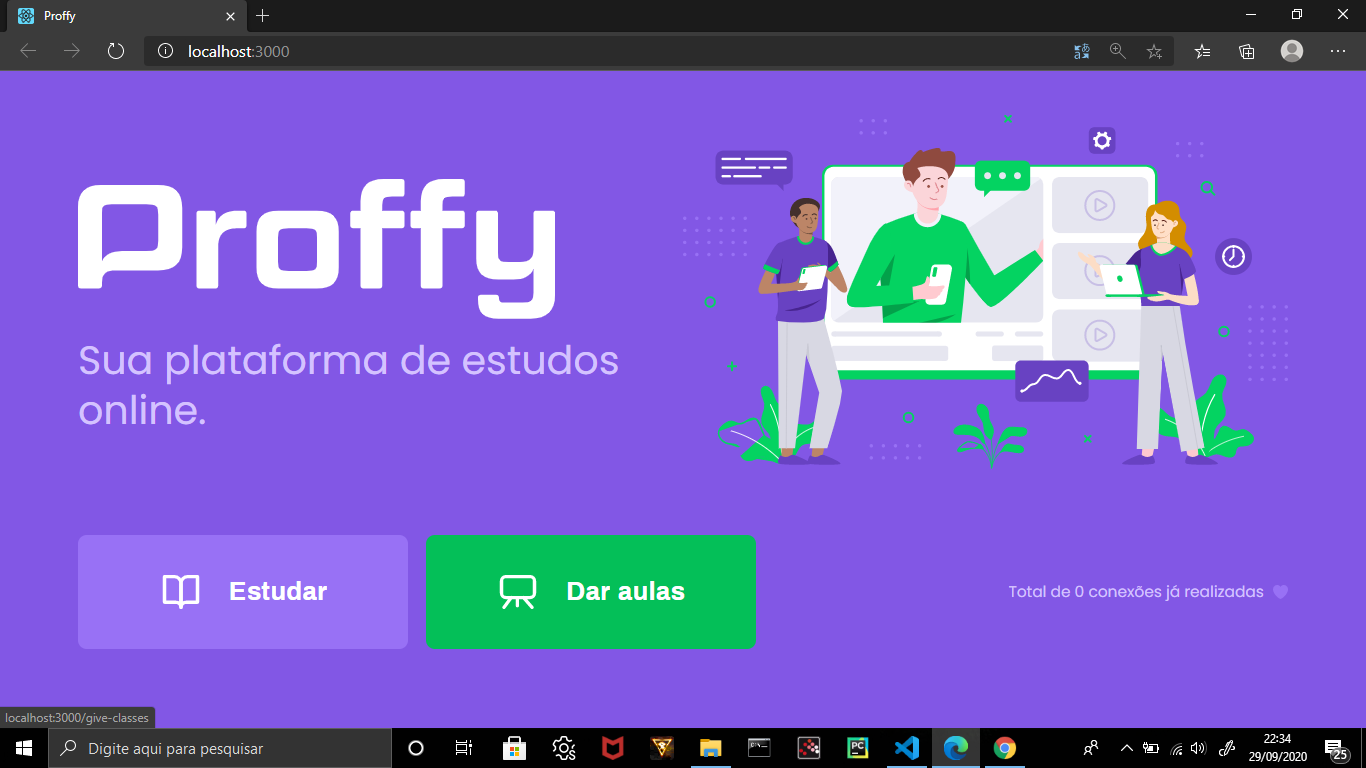 Proffy
localhost:3000
Proffy
Sua plataforma de estudos
online.
Estudar
Dar aulas
Total de 0 conexões já realizadas
localhost:3000/give-classes
Digite aqui para pesquisar
PC
22:34
29/09/2020
25